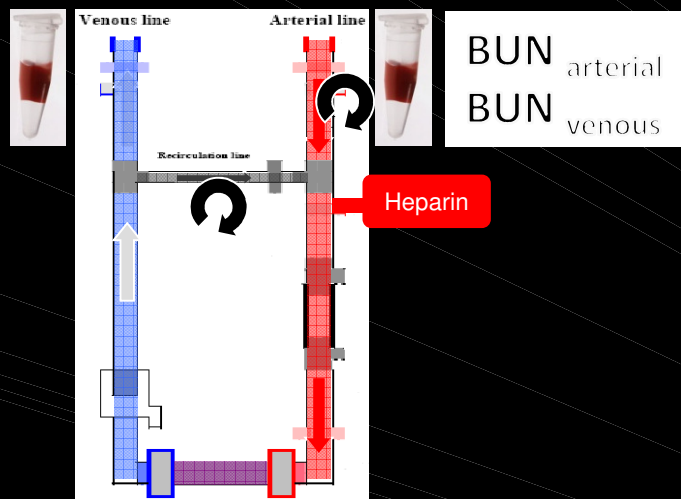 Venous line
Arterial line
BUN arterial
BUN venous
Recirculation line
Heparin